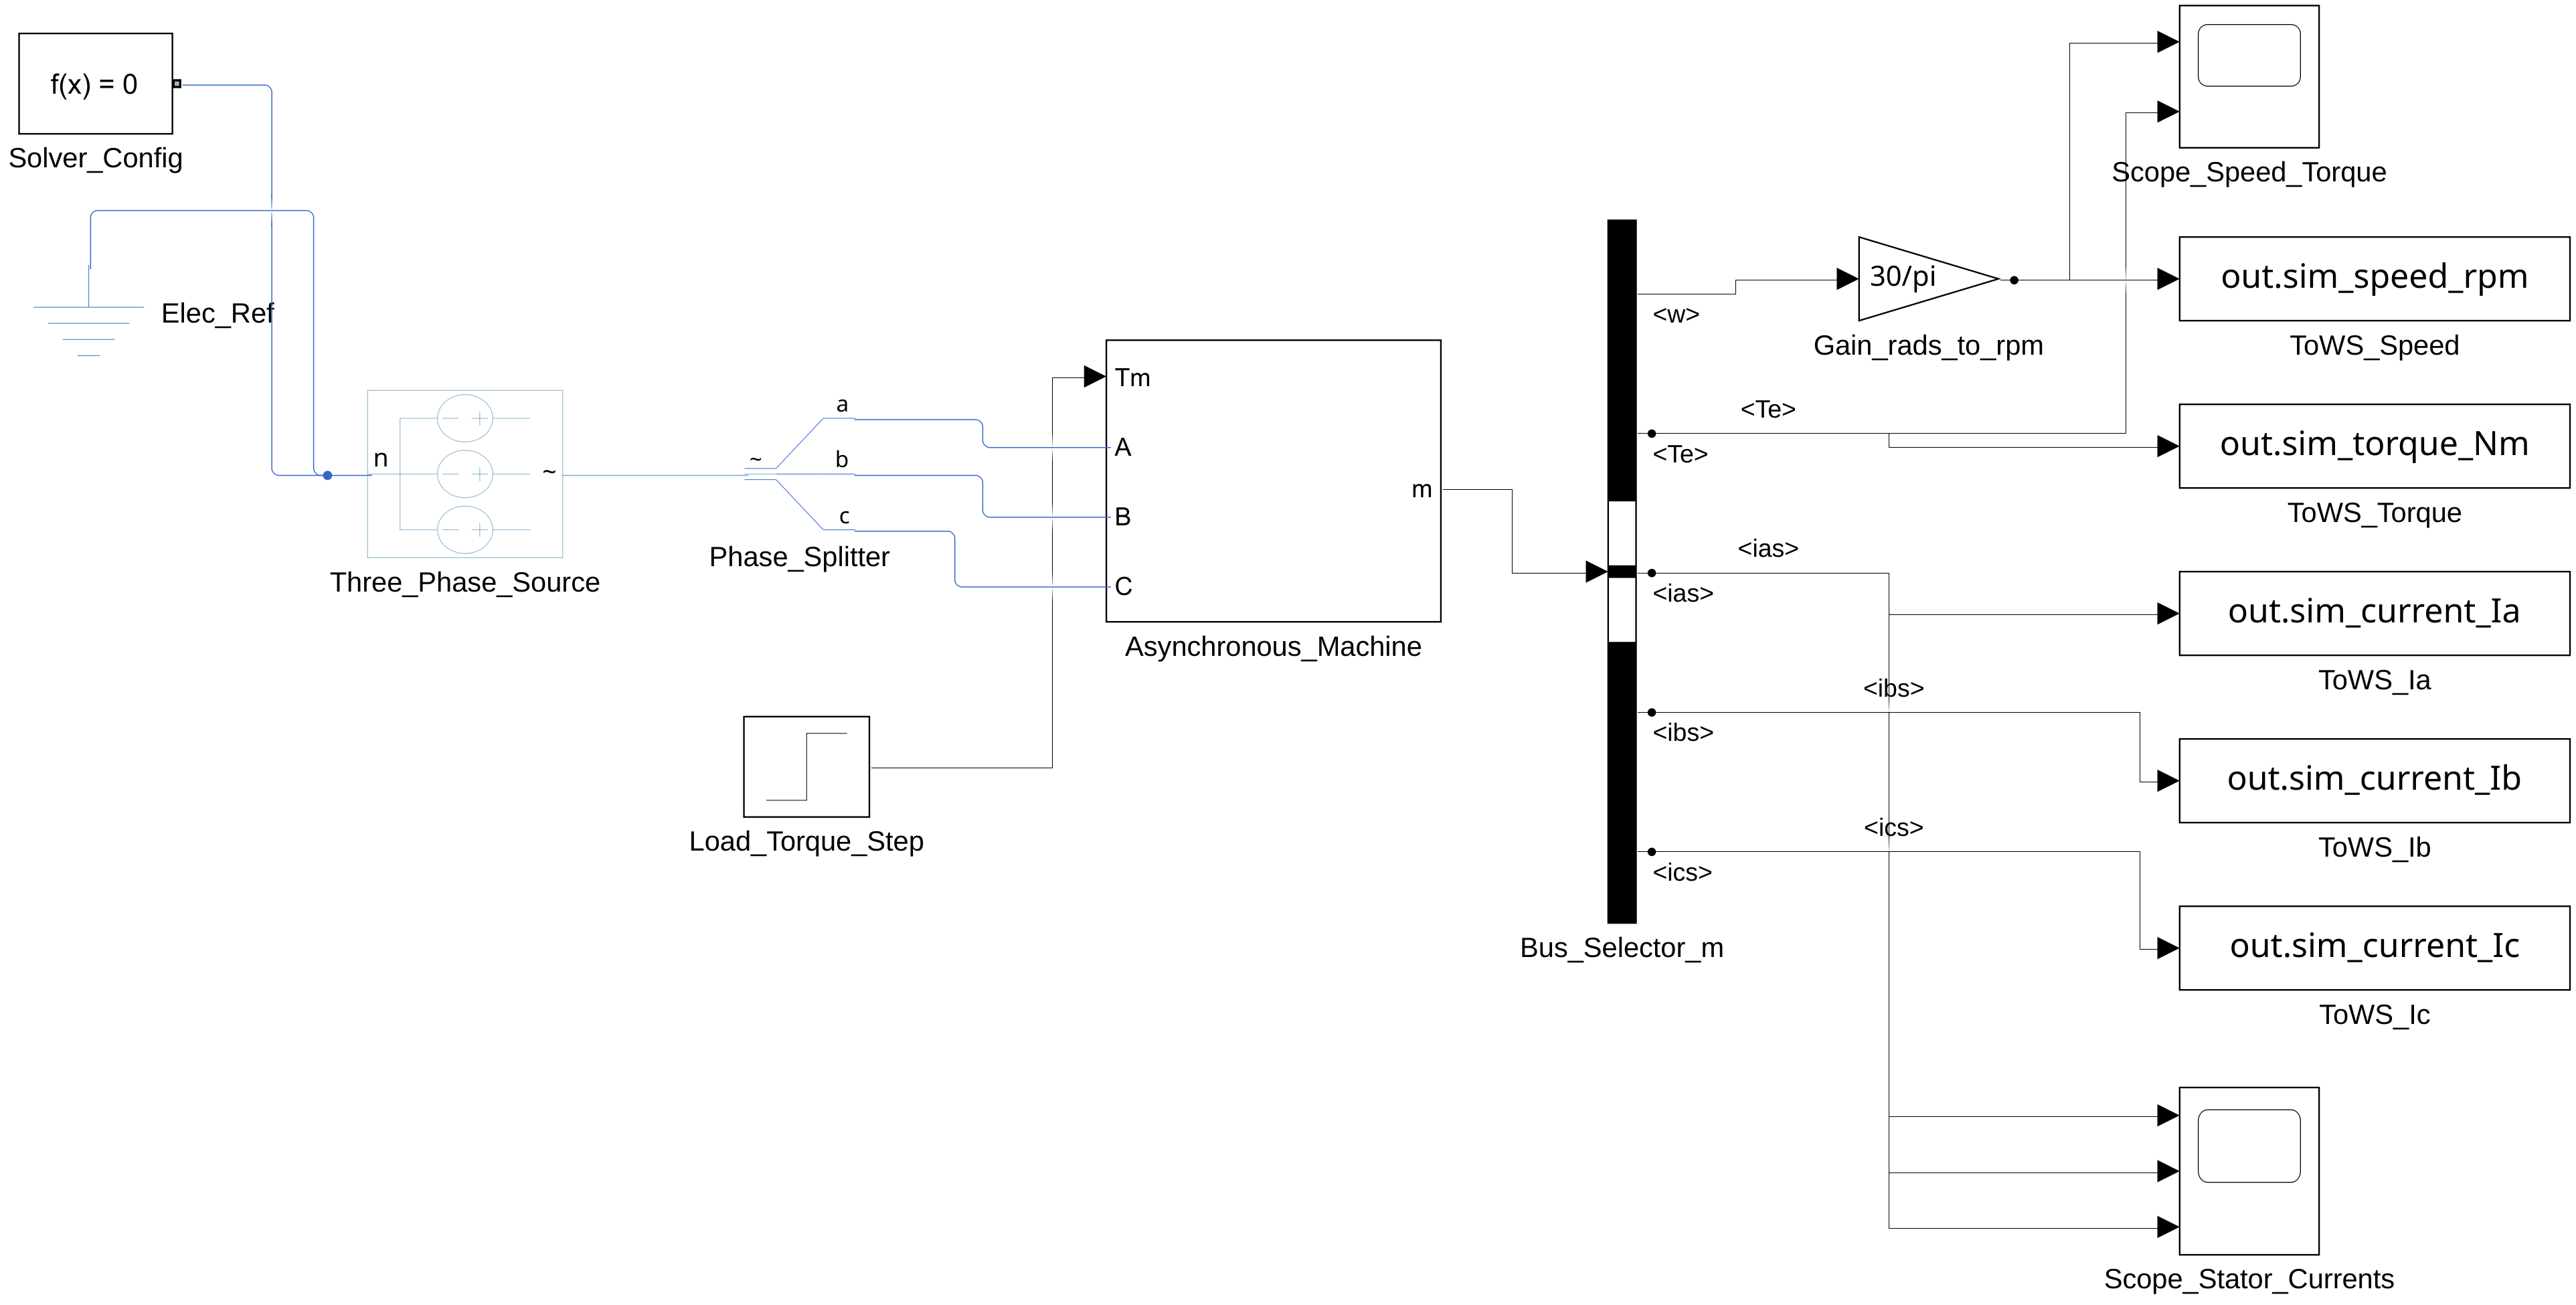 f(x) = 0
Solver_Config
Elec_Ref
n
~
Three_Phase_Source
~
a
b
c
Phase_Splitter
Load_Torque_Step
Tm
A
B
C
m
Asynchronous_Machine
<w>
<Te>
<Te>
<ias>
<ias>
<ibs>
<ibs>
<ics>
<ics>
Bus_Selector_m
30/pi
Gain_rads_to_rpm
Scope_Speed_Torque
out.sim_speed_rpm
ToWS_Speed
out.sim_torque_Nm
ToWS_Torque
out.sim_current_Ia
ToWS_Ia
out.sim_current_Ib
ToWS_Ib
out.sim_current_Ic
ToWS_Ic
Scope_Stator_Currents